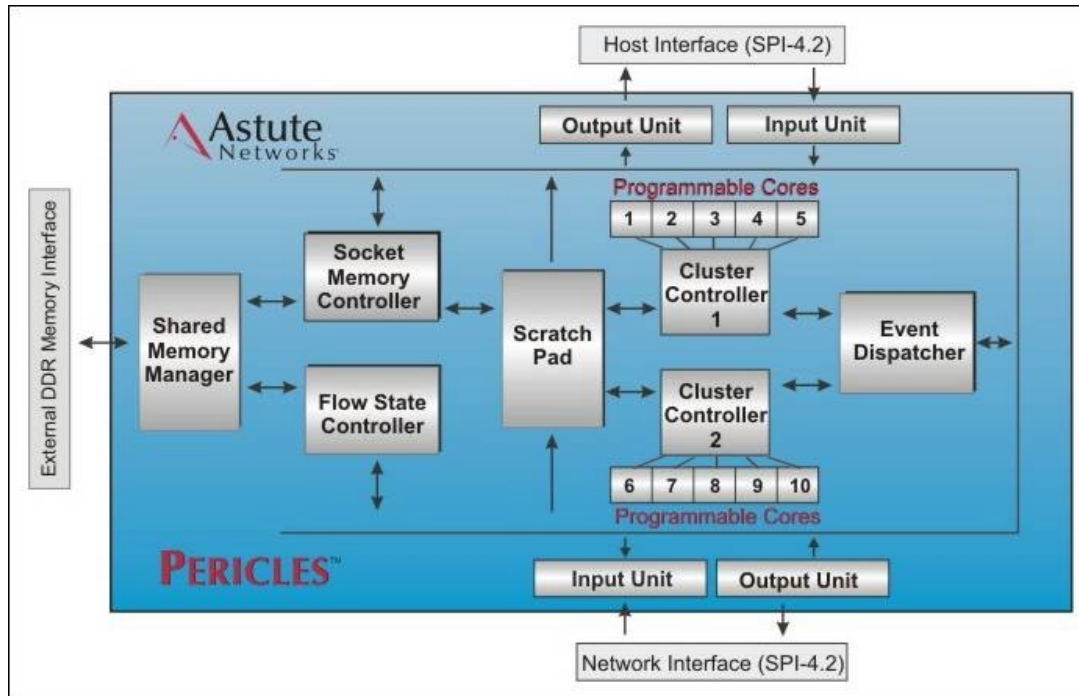 Host Interface (SPI-4.2)
Astute
Networks
Output Unit
Input Unit
Programmable Cores
1 2 3 4 5
External DDR Memory Interface
Shared
Memory
Manager
Socket
Memory
Controller
Flow State
Controller
Scratch
Pad
Cluster
Controller
1
Event
Dispatcher
Cluster
Controller
2
6 7 8 9 10
Programmable Cores
PERICLES™
Input Unit
Output Unit
Network Interface (SPI-4.2)